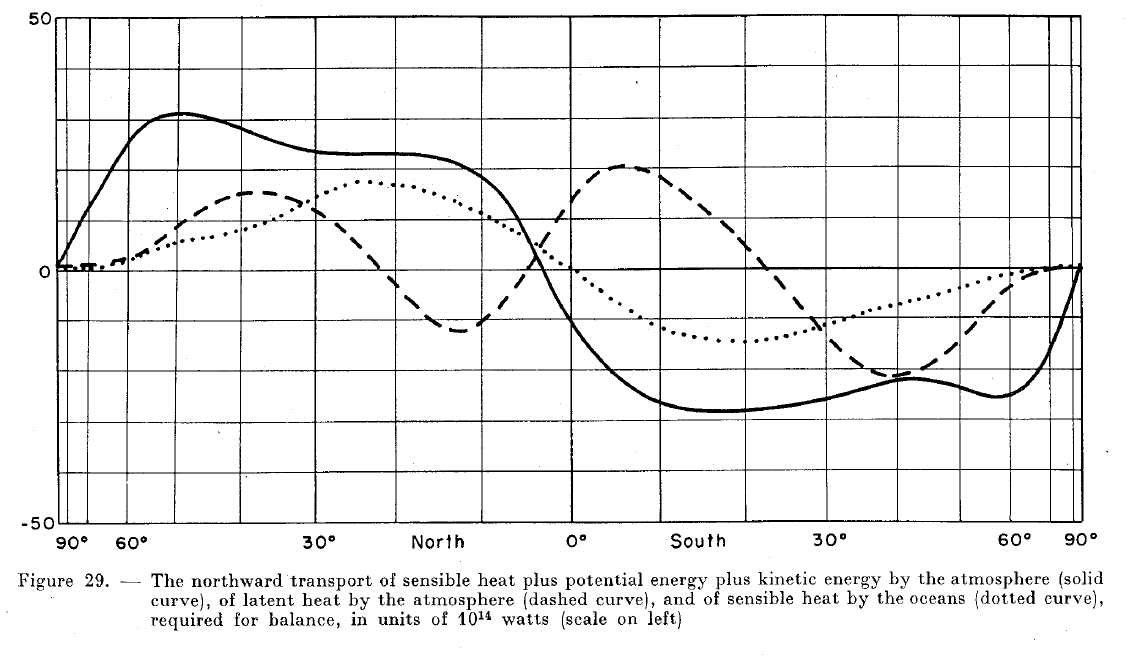 50
0
-50
90° 60° 30° North 0° South 30° 60° 90°
Figure 29. — The northward transport of sensible heat plus potential energy plus kinetic energy by the atmosphere (solid
curve), of latent heat by the atmosphere (dashed curve), and of sensible heat by the oceans (dotted curve),
required for balance, in units of 10¹⁴ watts (scale on left)